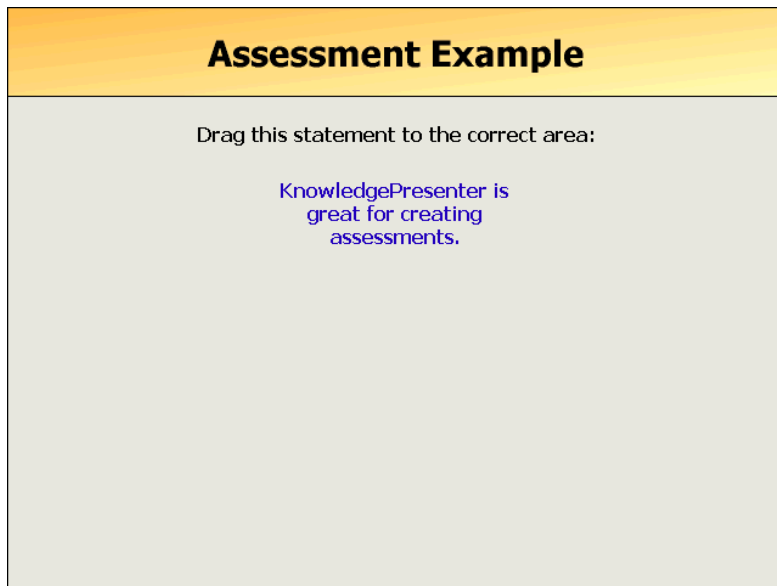 Assessment Example
Drag this statement to the correct area:
KnowledgePresenter is
great for creating
assessments.